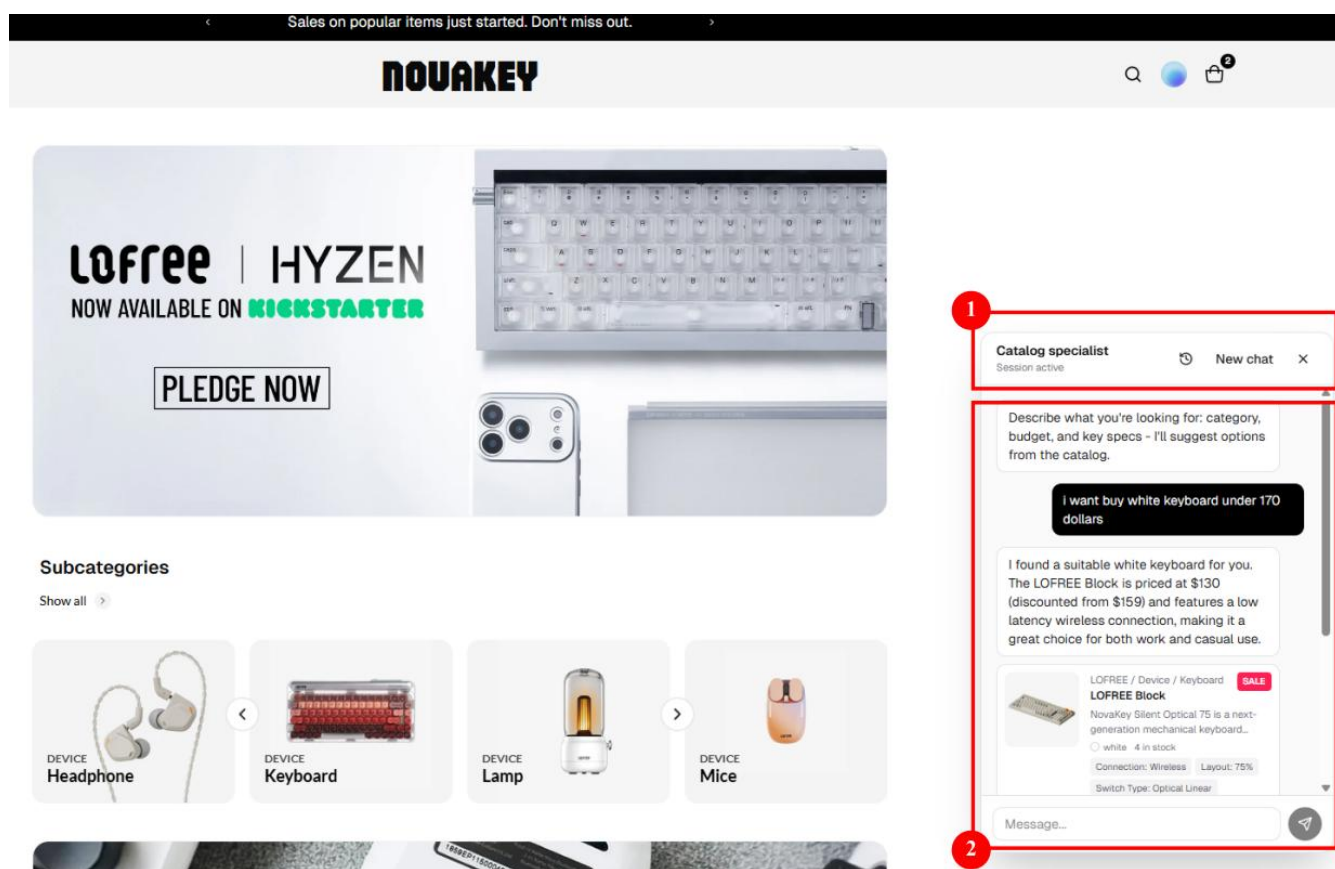 Sales on popular items just started. Don't miss out.
NOVAKEY
2
LOFREE | HYZEN
NOW AVAILABLE ON KICKSTARTER
PLEDGE NOW
Subcategories
Show all
DEVICE
Headphone
DEVICE
Keyboard
DEVICE
Lamp
DEVICE
Mice
1
Catalog specialist
Session active
New chat
Describe what you're looking for: category,
budget, and key specs - I'll suggest options
from the catalog.
i want buy white keyboard under 170
dollars
I found a suitable white keyboard for you.
The LOFREE Block is priced at $130
(discounted from $159) and features a low
latency wireless connection, making it a
great choice for both work and casual use.
LOFREE / Device / Keyboard SALE
LOFREE Block
NovaKey Silent Optical 75 is a next-
generation mechanical keyboard...
white 4 in stock
Connection: Wireless Layout: 75%
Switch Type: Optical Linear
Message...
2